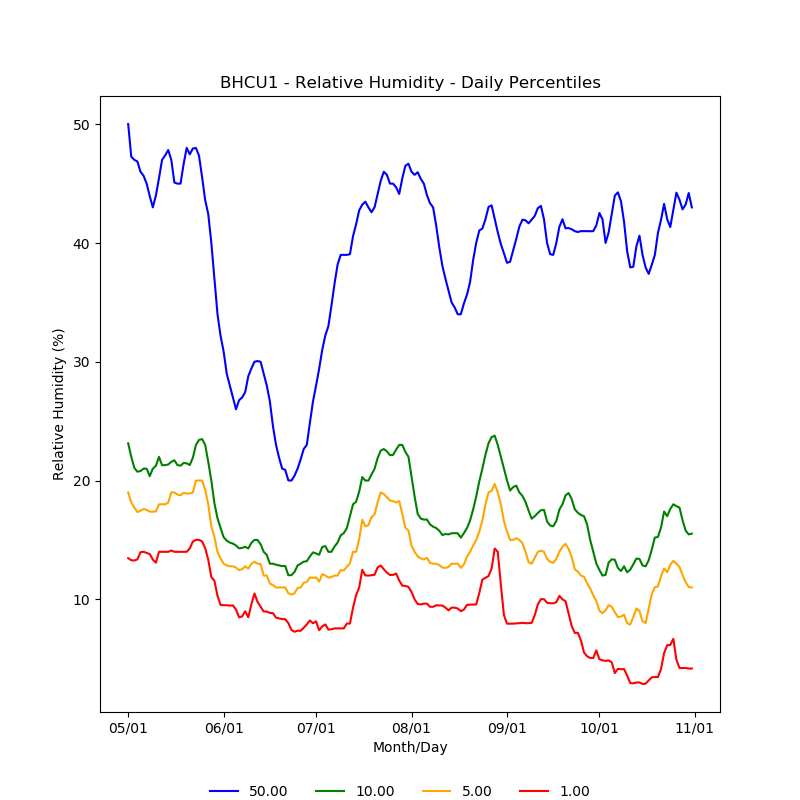 BHCU1 - Relative Humidity - Daily Percentiles
50
40
30
20
10
Relative Humidity (%)
05/01 06/01 07/01 08/01 09/01 10/01 11/01
Month/Day
50.00 10.00 5.00 1.00